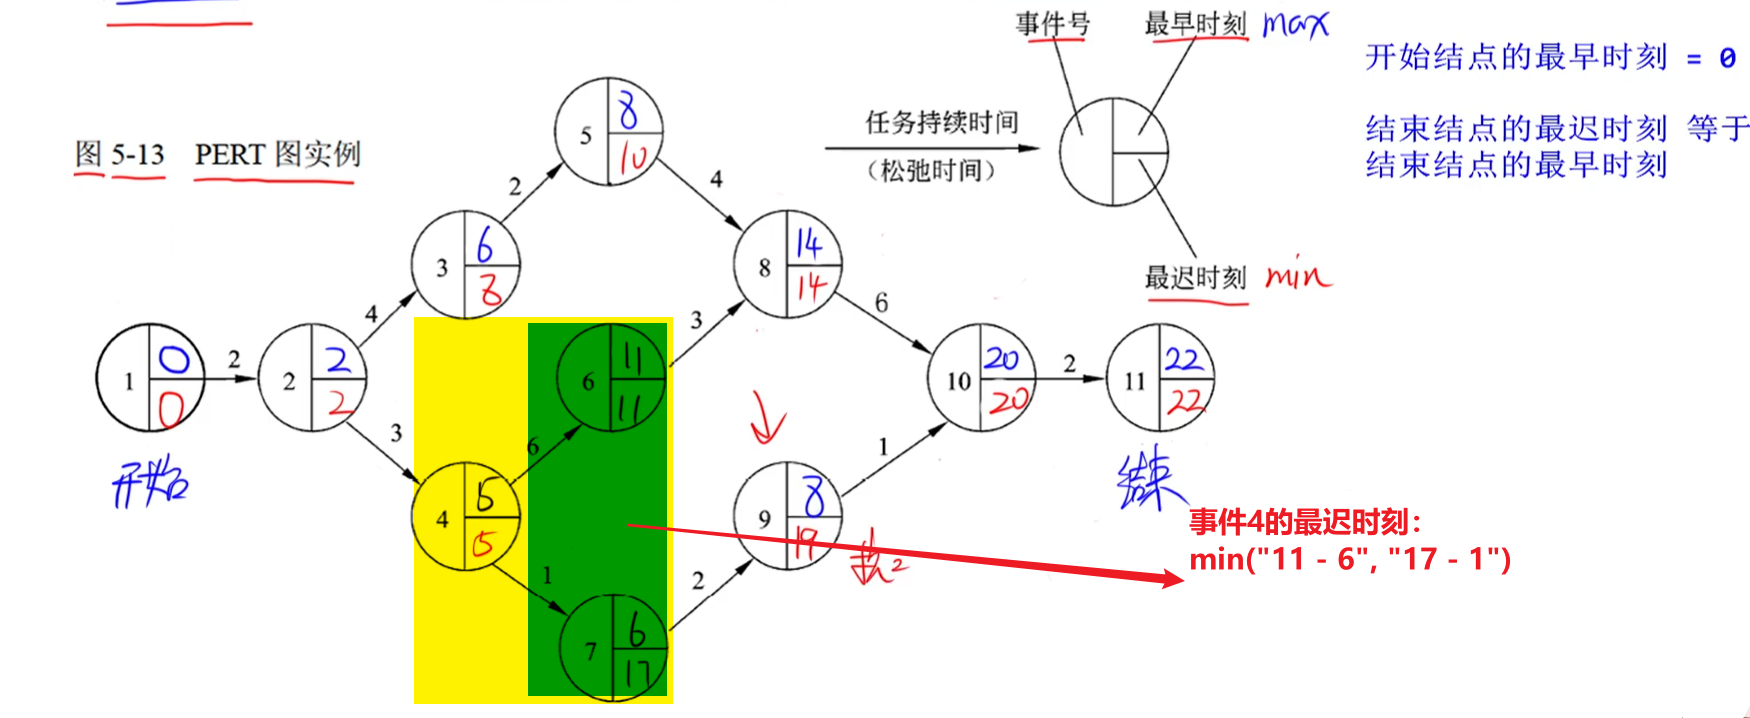 事件号
最早时刻 max
开始结点的最早时刻 = 0
任务持续时间
(松弛时间)
结束结点的最迟时刻 等于
结束结点的最早时刻
图 5-13 PERT 图实例
最迟时刻 min
5 8 10
2
4
3 6 8
8 14 14
4
3
6
1 0 0
2
2 2 2
6 11 11
10 20 20
2
11 22 22
3
6
1
开始
结束
4 5 5
9 8 19
1
2
7 6 17
事件4的最迟时刻:
min("11 - 6", "17 - 1")